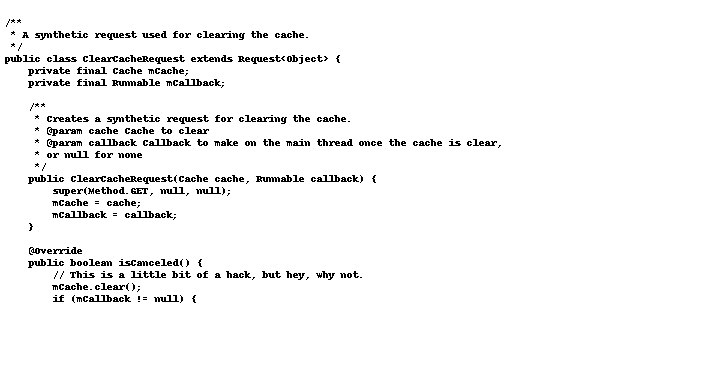 /**
 * A synthetic request used for clearing the cache.
 */
public class ClearCacheRequest extends Request<Object> {
    private final Cache mCache;
    private final Runnable mCallback;

    /**
     * Creates a synthetic request for clearing the cache.
     * @param cache Cache to clear
     * @param callback Callback to make on the main thread once the cache is clear,
     * or null for none
     */
    public ClearCacheRequest(Cache cache, Runnable callback) {
        super(Method.GET, null, null);
        mCache = cache;
        mCallback = callback;
    }

    @Override
    public boolean isCanceled() {
        // This is a little bit of a hack, but hey, why not.
        mCache.clear();
        if (mCallback != null) {